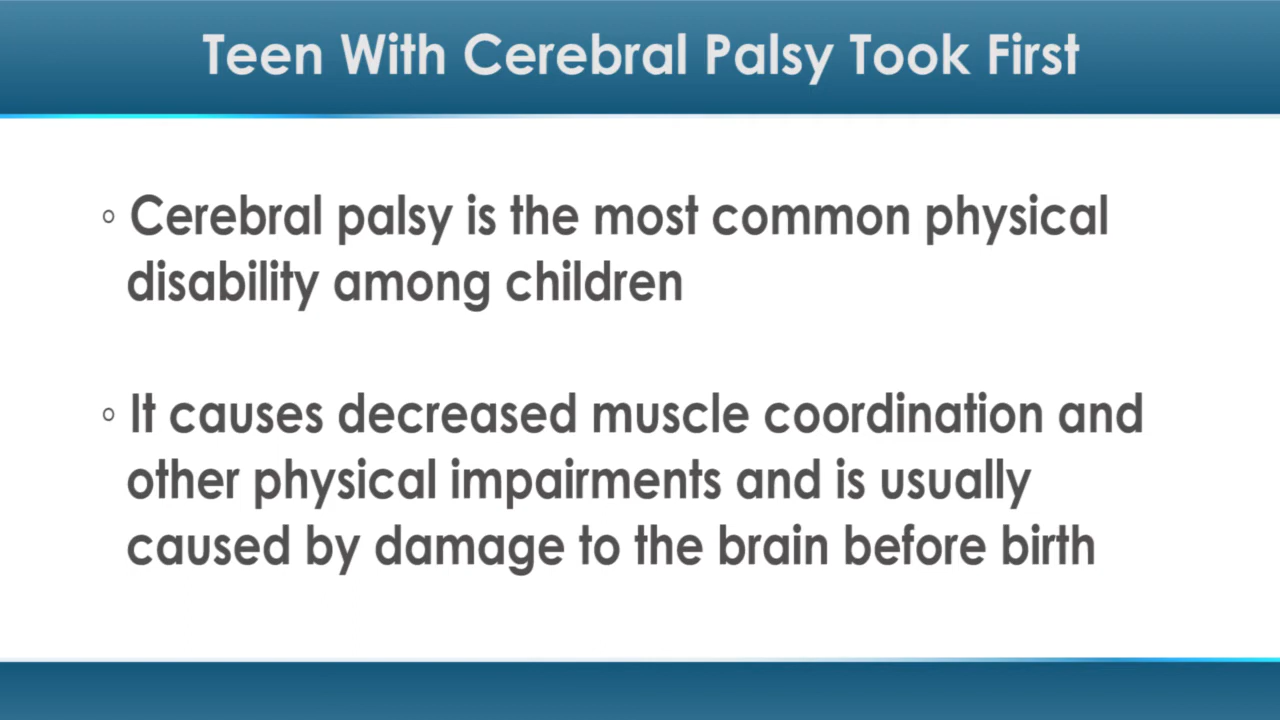 Teen With Cerebral Palsy Took First
◦ Cerebral palsy is the most common physical
disability among children
◦ It causes decreased muscle coordination and
other physical impairments and is usually
caused by damage to the brain before birth